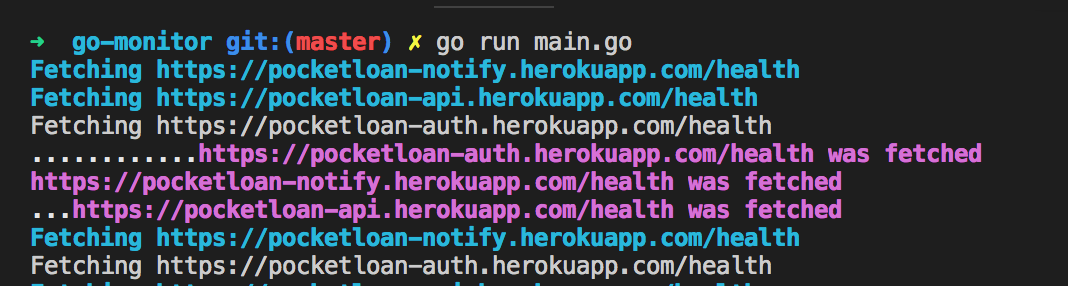 ➜  go-monitor git:(master) ✗ go run main.go
Fetching https://pocketloan-notify.herokuapp.com/health
Fetching https://pocketloan-api.herokuapp.com/health
Fetching https://pocketloan-auth.herokuapp.com/health
............https://pocketloan-auth.herokuapp.com/health was fetched
https://pocketloan-notify.herokuapp.com/health was fetched
...https://pocketloan-api.herokuapp.com/health was fetched
Fetching https://pocketloan-notify.herokuapp.com/health
Fetching https://pocketloan-auth.herokuapp.com/health